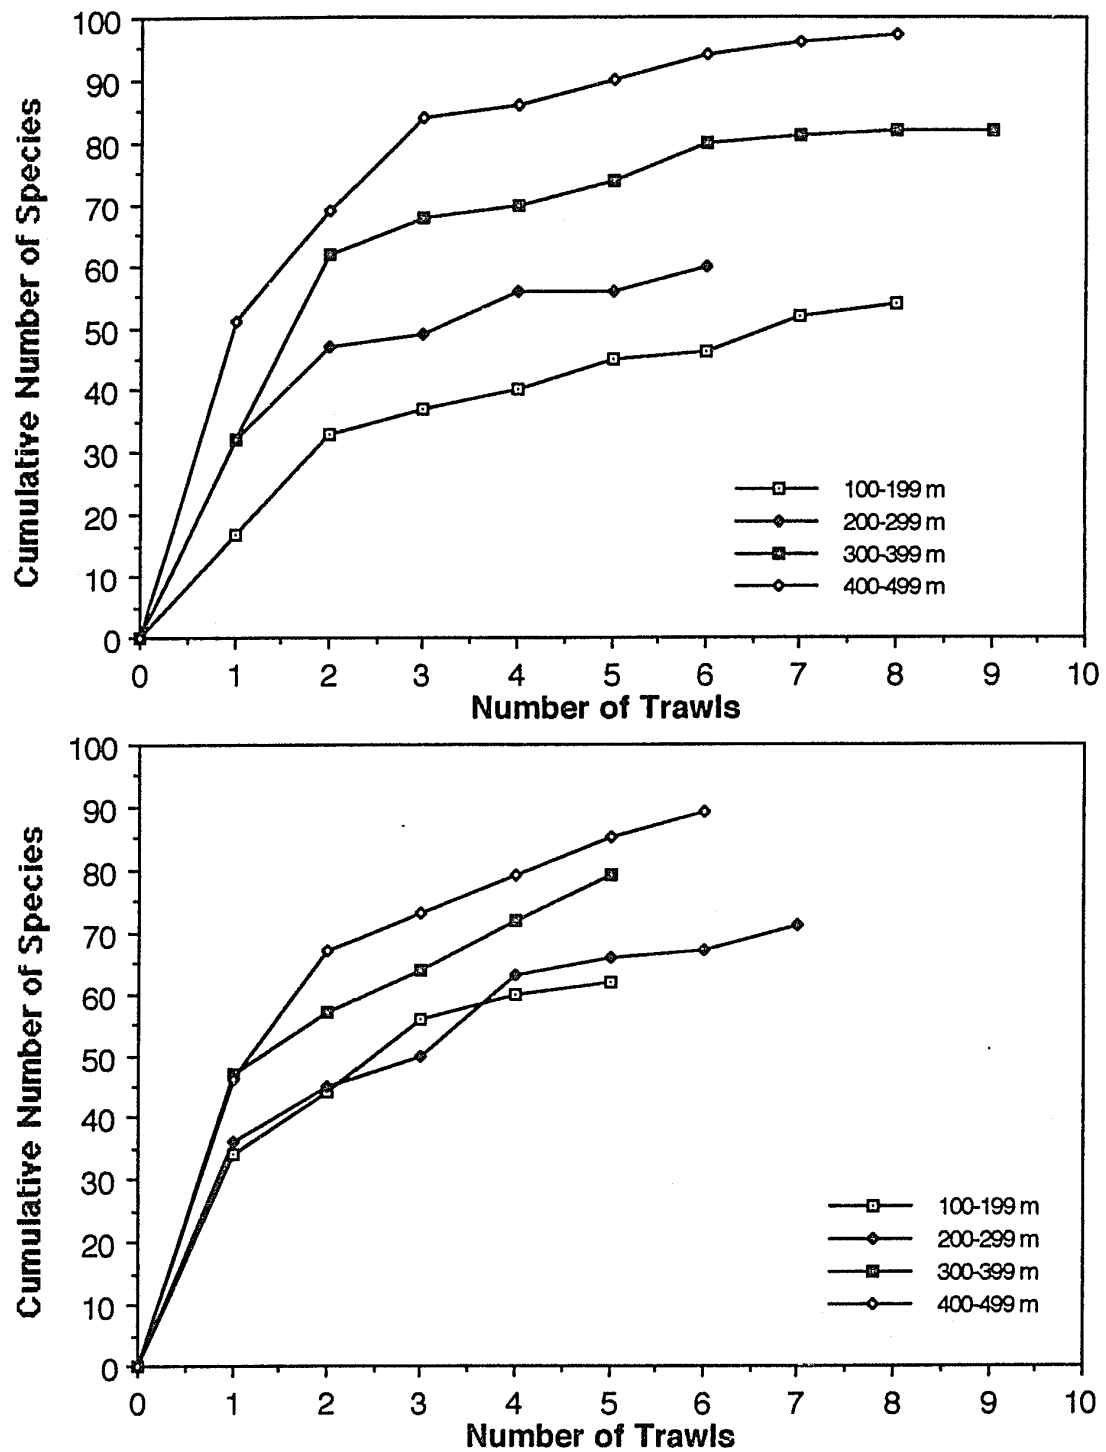 100
90
80
70
60
50
40
30
20
10
0
Cumulative Number of Species
100-199 m
200-299 m
300-399 m
400-499 m
0 1 2 3 4 5 6 7 8 9 10
Number of Trawls
100
90
80
70
60
50
40
30
20
10
0
Cumulative Number of Species
100-199 m
200-299 m
300-399 m
400-499 m
0 1 2 3 4 5 6 7 8 9 10
Number of Trawls